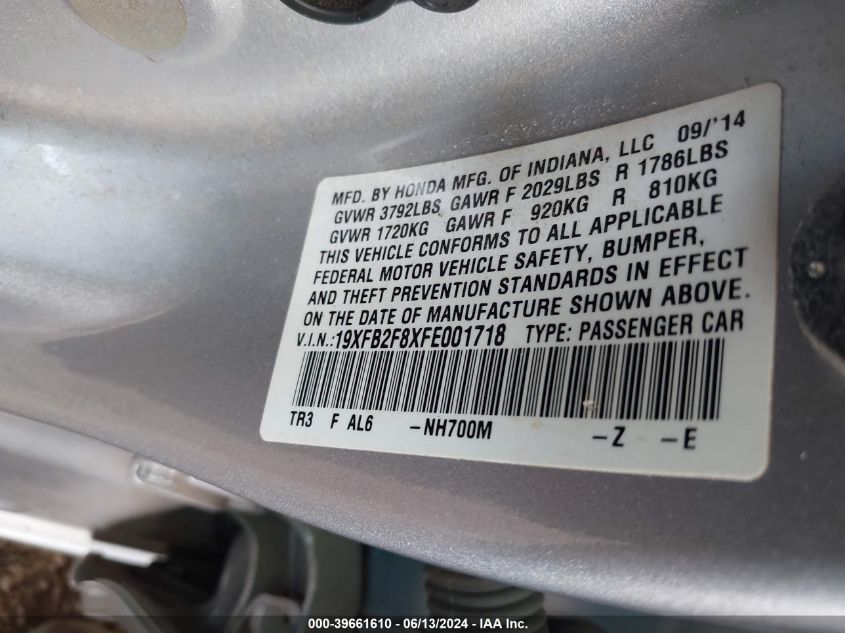 MFD. BY HONDA MFG. OF INDIANA, LLC 09/'14
GVWR 3792LBS GAWR F 2029LBS R 1786LBS
GVWR 1720KG GAWR F 920KG R 810KG
THIS VEHICLE CONFORMS TO ALL APPLICABLE
FEDERAL MOTOR VEHICLE SAFETY, BUMPER,
AND THEFT PREVENTION STANDARDS IN EFFECT
ON THE DATE OF MANUFACTURE SHOWN ABOVE.
V.I.N.:19XFB2F8XFE001718 TYPE: PASSENGER CAR
TR3 F AL6 -NH700M -Z -E
000-39661610 - 06/13/2024 - IAA Inc.